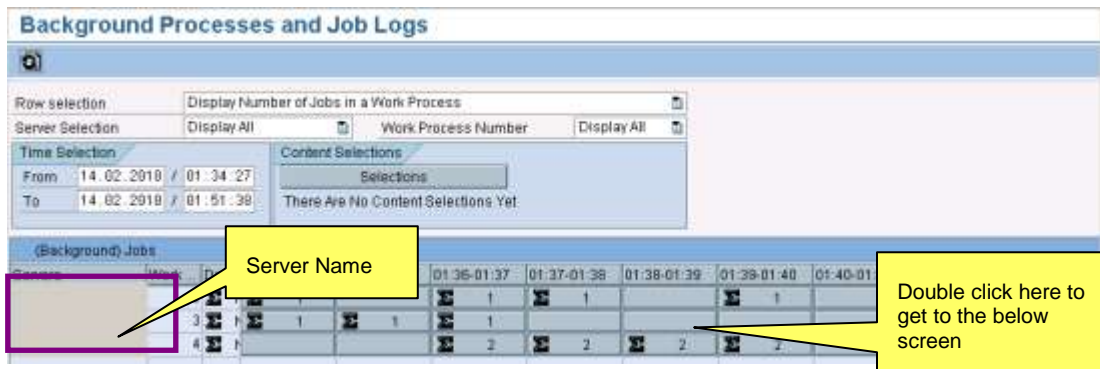 Background Processes and Job Logs
Row selection Display Number of Jobs in a Work Process
Server Selection Display All Work Process Number Display All
Time Selection Content Selections
From 14.02.2018 / 01:34:27 Selections
To 14.02.2018 / 01:51:38 There Are No Content Selections Yet
(Background) Jobs
Server Name
01:36-01:37 01:37-01:38 01:38-01:39 01:39-01:40 01:40-01
Double click here to
get to the below
screen
1 1 1 1
3 1 1 1
4 2 2 2 2